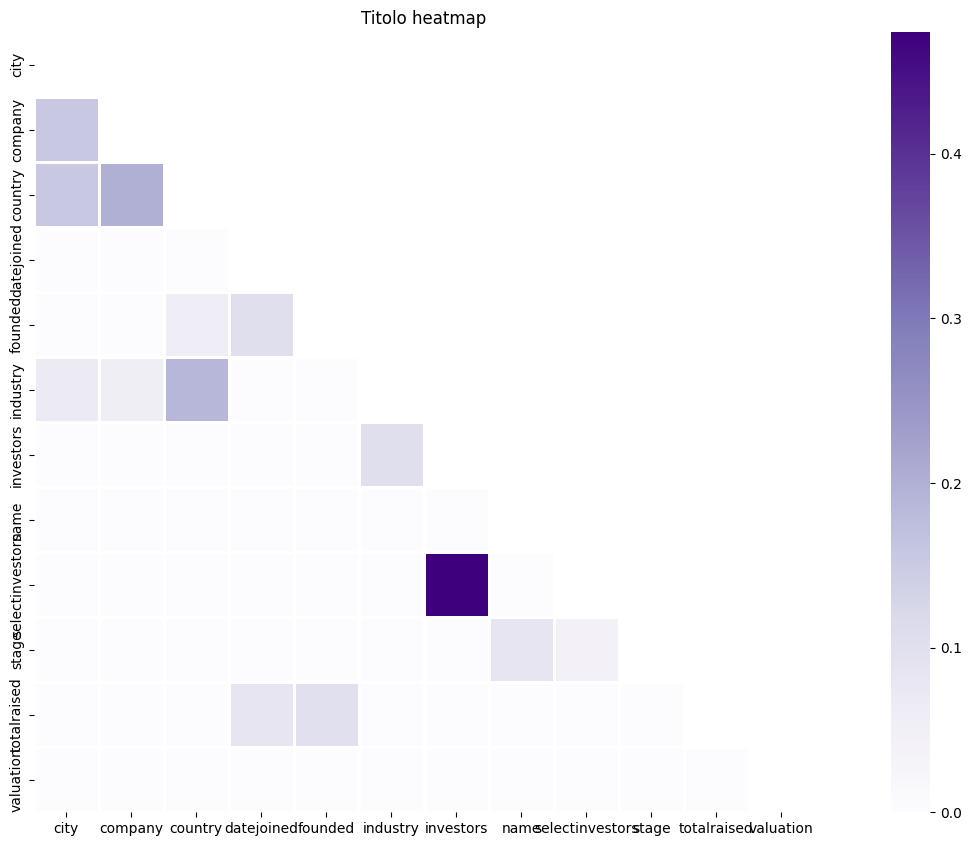 Titolo heatmap
city
company
country
datejoined
founded
industry
investors
name
selectinvestors
stage
totalraised
valuation
0.4
0.3
0.2
0.1
0.0
city company country datejoined founded industry investors name selectinvestors stage totalraised valuation